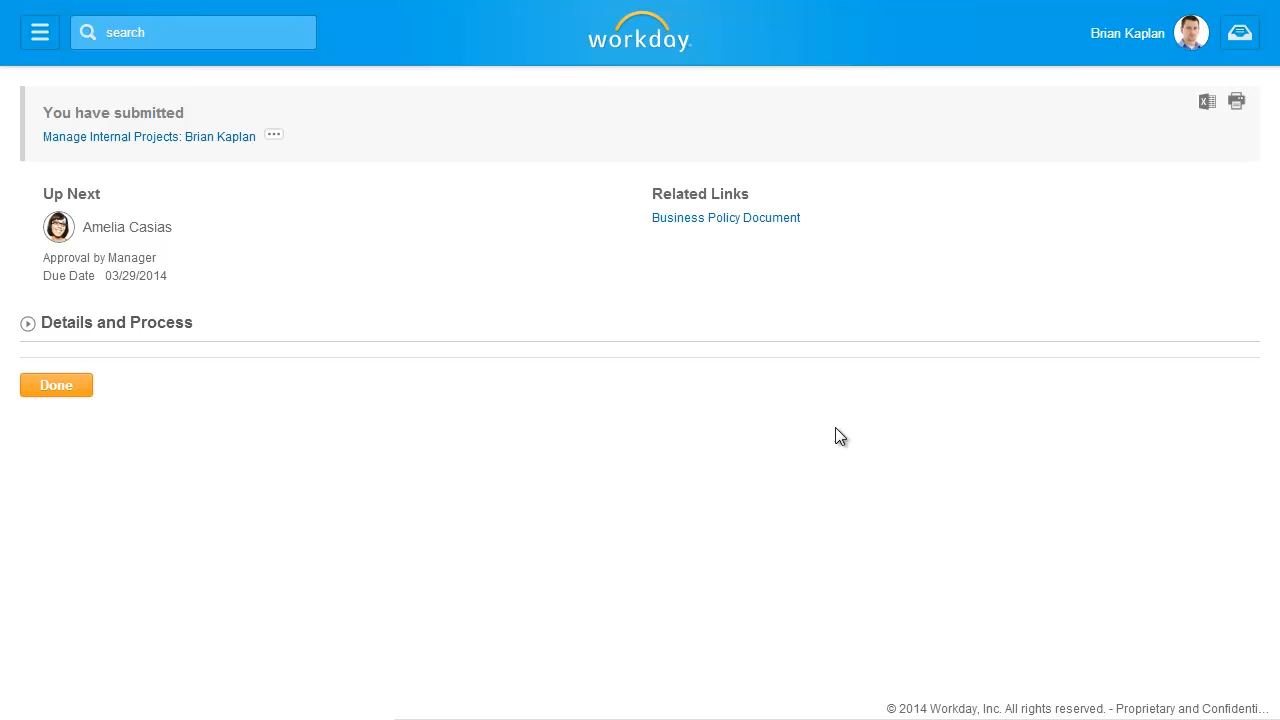 search
workday.
Brian Kaplan
You have submitted
Manage Internal Projects: Brian Kaplan
Up Next
Amelia Casias
Approval by Manager
Due Date 03/29/2014
Related Links
Business Policy Document
Details and Process
Done
© 2014 Workday, Inc. All rights reserved. - Proprietary and Confidenti...